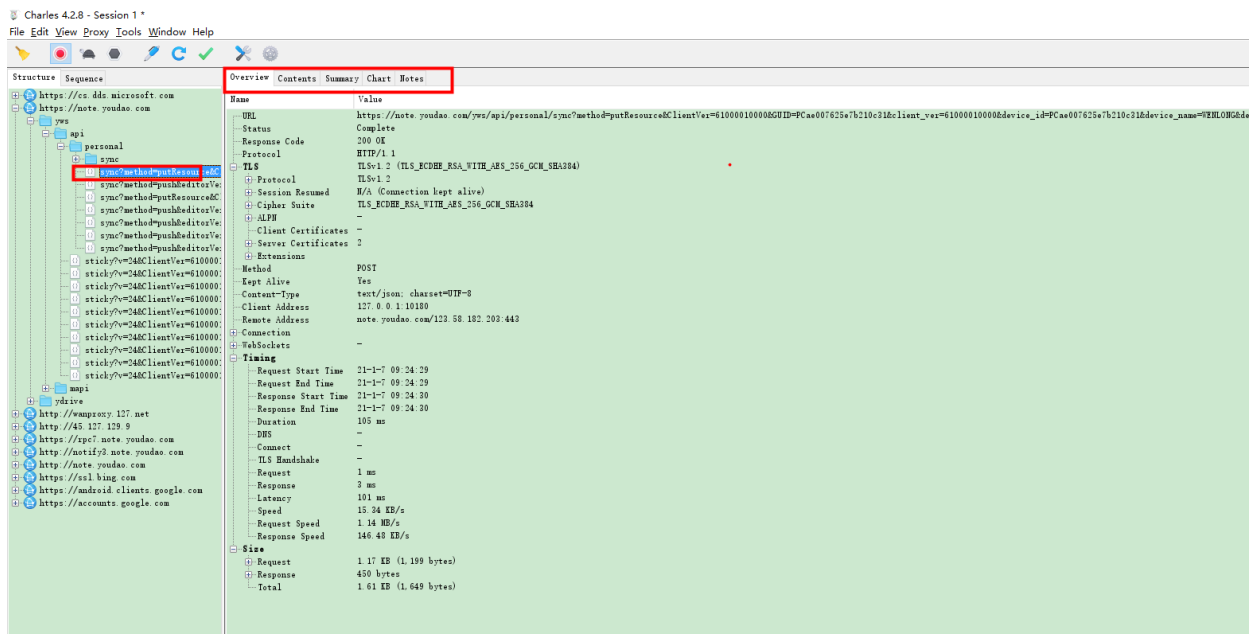 Charles 4.2.8 - Session 1 *
File Edit View Proxy Tools Window Help
Structure Sequence
Overview Contents Summary Chart Notes
https://cs.dds.microsoft.com
https://note.youdao.com
yws
api
personal
sync
sync?method=putResource&C
sync?method=push&editorVe:
sync?method=putResource&C
sync?method=push&editorVe:
sync?method=push&editorVe:
sync?method=push&editorVe:
sync?method=push&editorVe:
sticky?v=24&ClientVer=610000:
sticky?v=24&ClientVer=610000:
sticky?v=24&ClientVer=610000:
sticky?v=24&ClientVer=610000:
sticky?v=24&ClientVer=610000:
sticky?v=24&ClientVer=610000:
sticky?v=24&ClientVer=610000:
sticky?v=24&ClientVer=610000:
sticky?v=24&ClientVer=610000:
sticky?v=24&ClientVer=610000:
mapi
ydrive
http://wanproxy.127.net
http://45.127.129.9
https://rpc7.note.youdao.com
http://notify3.note.youdao.com
http://note.youdao.com
https://ssl.bing.com
https://android.clients.google.com
https://accounts.google.com
Name Value
URL https://note.youdao.com/yws/api/personal/sync?method=putResource&ClientVer=61000010000&GUID=PCae007625e7b210c31&client_ver=61000010000&device_id=PCae007625e7b210c31&device_name=WENLONG&de
Status Complete
Response Code 200 OK
Protocol HTTP/1.1
TLS TLSv1.2 (TLS_ECDHE_RSA_WITH_AES_256_GCM_SHA384)
Protocol TLSv1.2
Session Resumed N/A (Connection kept alive)
Cipher Suite TLS_ECDHE_RSA_WITH_AES_256_GCM_SHA384
ALPN -
Client Certificates -
Server Certificates 2
Extensions
Method POST
Kept Alive Yes
Content-Type text/json; charset=UTF-8
Client Address 127.0.0.1:10180
Remote Address note.youdao.com/123.58.182.203:443
Connection
WebSockets -
Timing
Request Start Time 21-1-7 09:24:29
Request End Time 21-1-7 09:24:29
Response Start Time 21-1-7 09:24:30
Response End Time 21-1-7 09:24:30
Duration 105 ms
DNS -
Connect -
TLS Handshake -
Request 1 ms
Response 3 ms
Latency 101 ms
Speed 15.34 KB/s
Request Speed 1.14 MB/s
Response Speed 146.48 KB/s
Size
Request 1.17 KB (1,199 bytes)
Response 450 bytes
Total 1.61 KB (1,649 bytes)